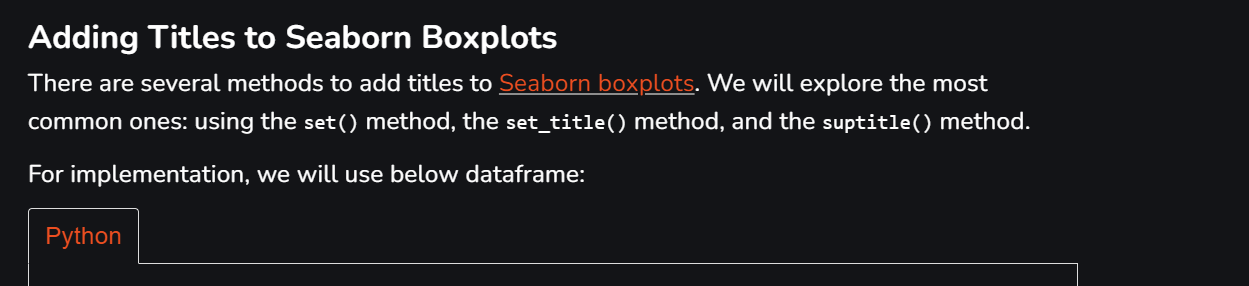 Adding Titles to Seaborn Boxplots
There are several methods to add titles to Seaborn boxplots. We will explore the most
common ones: using the set() method, the set_title() method, and the suptitle() method.
For implementation, we will use below dataframe:
Python